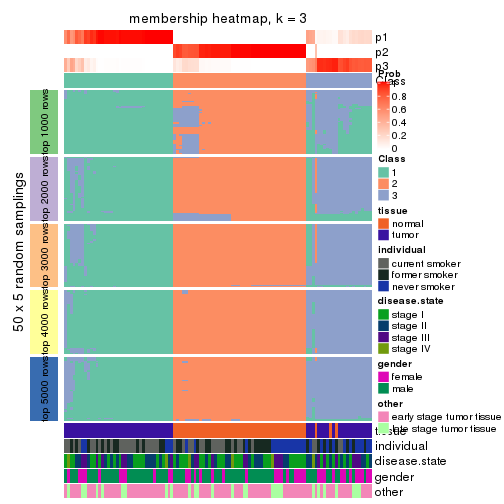 membership heatmap, k = 3
p1
p2
p3
Class
Prob
1
0.8
0.6
0.4
0.2
0
Class
1
2
3
tissue
normal
tumor
individual
current smoker
former smoker
never smoker
disease.state
stage I
stage II
stage III
stage IV
gender
female
male
other
early stage tumor tissue
late stage tumor tissue
50 x 5 random samplings
top 1000 rows
top 2000 rows
top 3000 rows
top 4000 rows
top 5000 rows
tissue
individual
disease.state
gender
other